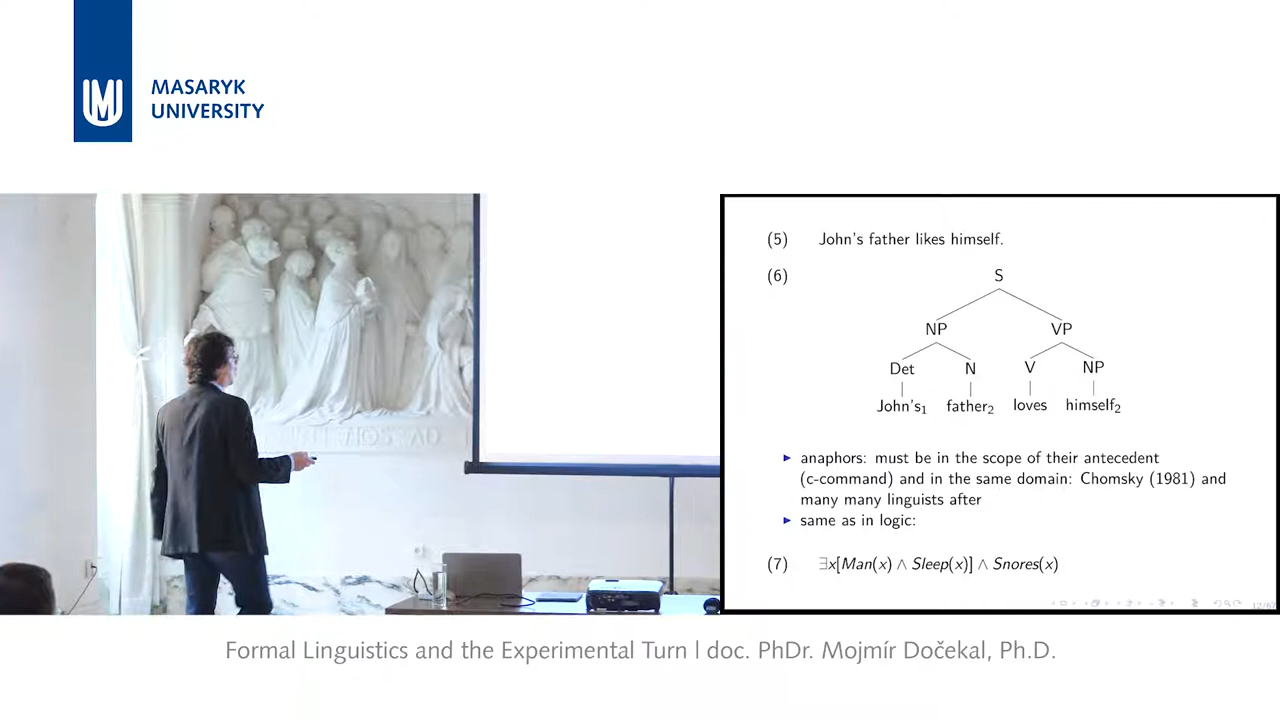 MASARYK
UNIVERSITY
(5) John's father likes himself.
(6) S
NP VP
Det N V NP
John's₁ father₂ loves himself₂
anaphors: must be in the scope of their antecedent
(c-command) and in the same domain: Chomsky (1981) and
many many linguists after
same as in logic:
(7) ∃x[Man(x) ∧ Sleep(x)] ∧ Snores(x)
Formal Linguistics and the Experimental Turn | doc. PhDr. Mojmír Dočekal, Ph.D.